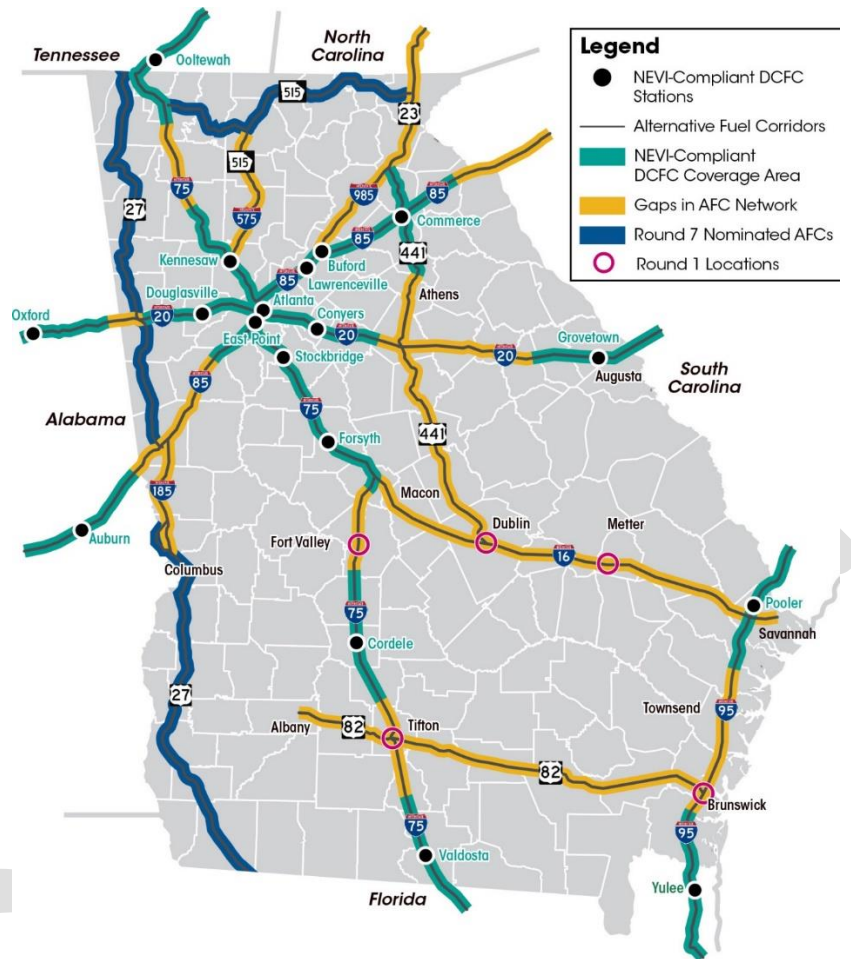 Tennessee
North
Carolina
Ooltewah
Legend
NEVI-Compliant DCFC
Stations
Alternative Fuel Corridors
NEVI-Compliant
DCFC Coverage Area
Gaps in AFC Network
Round 7 Nominated AFCs
Round 1 Locations
515
23
515
75
985
85
27
575
Commerce
Kennesaw
85
Buford
441
85
Lawrenceville
Athens
Douglasville
Atlanta
Oxford
20
Conyers
East Point
20
Grovetown
Stockbridge
20
Augusta
South
Carolina
85
Alabama
75
441
Forsyth
185
Macon
Auburn
Dublin
Metter
Fort Valley
16
Columbus
75
Pooler
Cordele
Savannah
27
Townsend
95
Albany
82
Tifton
82
Brunswick
75
95
Valdosta
Yulee
Florida